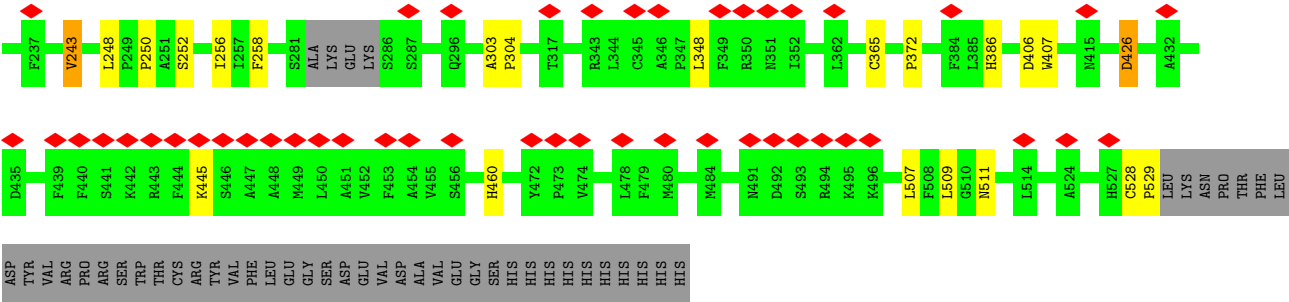 F237 V243 L248 P249 P250 A251 S252 I256 I257 F258 S281 ALA LYS GLU LYS S286 S287 Q296 A303 P304 T317 R343 L344 C345 A346 P347 L348 F349 R350 N351 I352 L362 C365 P372 F384 L385 H386 D406 W407 N415 D426 A432
D435 F439 F440 S441 K442 R443 F444 K445 S446 A447 A448 M449 L450 A451 V452 F453 A454 V455 S456 H460 Y472 P473 V474 L478 F479 M480 M484 N491 D492 S493 R494 K495 K496 L507 F508 L509 G510 N511 L514 A524 H527 C528 P529 LEU LYS ASN PRO THR PHE LEU
ASP TYR VAL ARG PRO ARG SER TRP THR CYS ARG TYR VAL PHE LEU GLU GLY SER ASP GLU VAL ASP ALA VAL GLU GLY SER HIS HIS HIS HIS HIS HIS HIS HIS